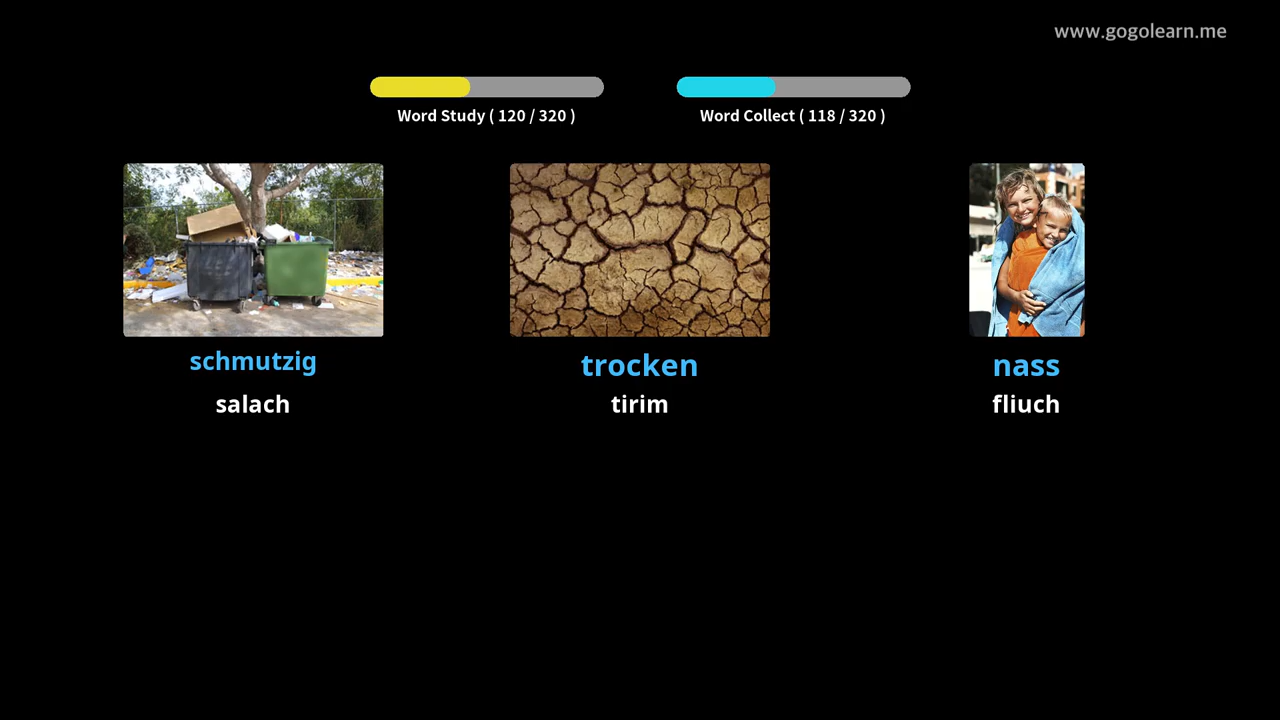 www.gogolearn.me
Word Study ( 120 / 320 )
Word Collect ( 118 / 320 )
schmutzig
trocken
nass
salach
tirim
fliuch